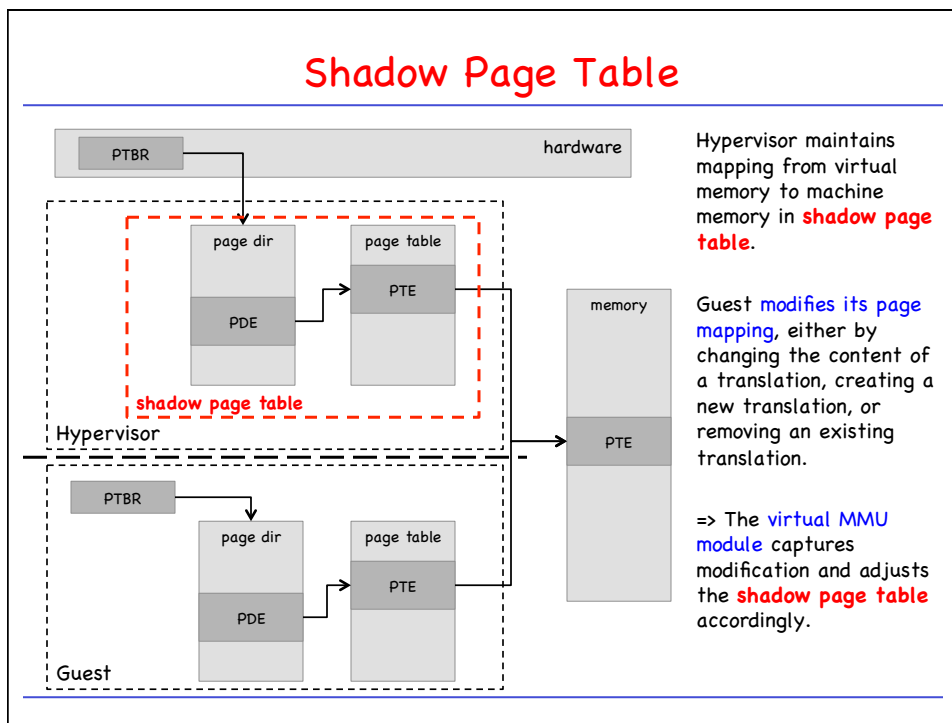 Shadow Page Table
hardware
PTBR
page dir
page table
PTE
PDE
shadow page table
Hypervisor
PTBR
page dir
page table
PTE
PDE
Guest
memory
PTE
Hypervisor maintains
mapping from virtual
memory to machine
memory in shadow page
table.
Guest modifies its page
mapping, either by
changing the content of
a translation, creating a
new translation, or
removing an existing
translation.
=> The virtual MMU
module captures
modification and adjusts
the shadow page table
accordingly.